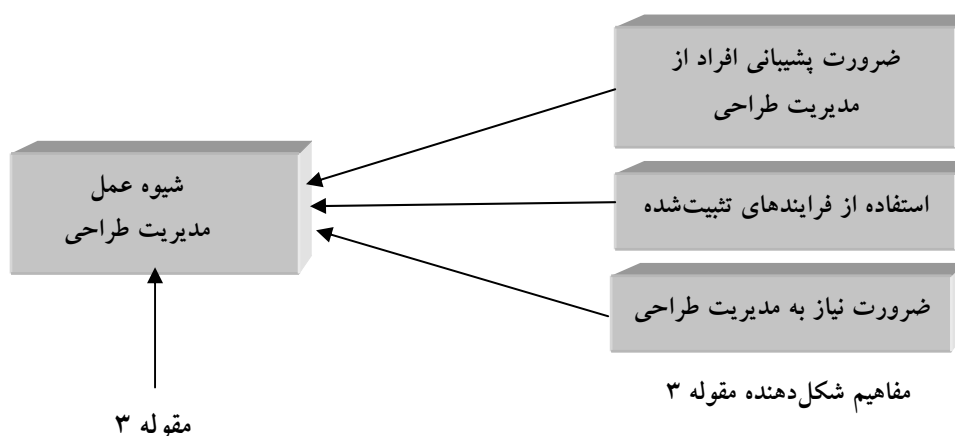 ضرورت پشیبانی افراد از
مدیریت طراحی
استفاده از فرایندهای تثبیت‌شده
ضرورت نیاز به مدیریت طراحی
مفاهیم شکل‌دهنده مقوله ۳
شیوه عمل
مدیریت طراحی
مقوله ۳